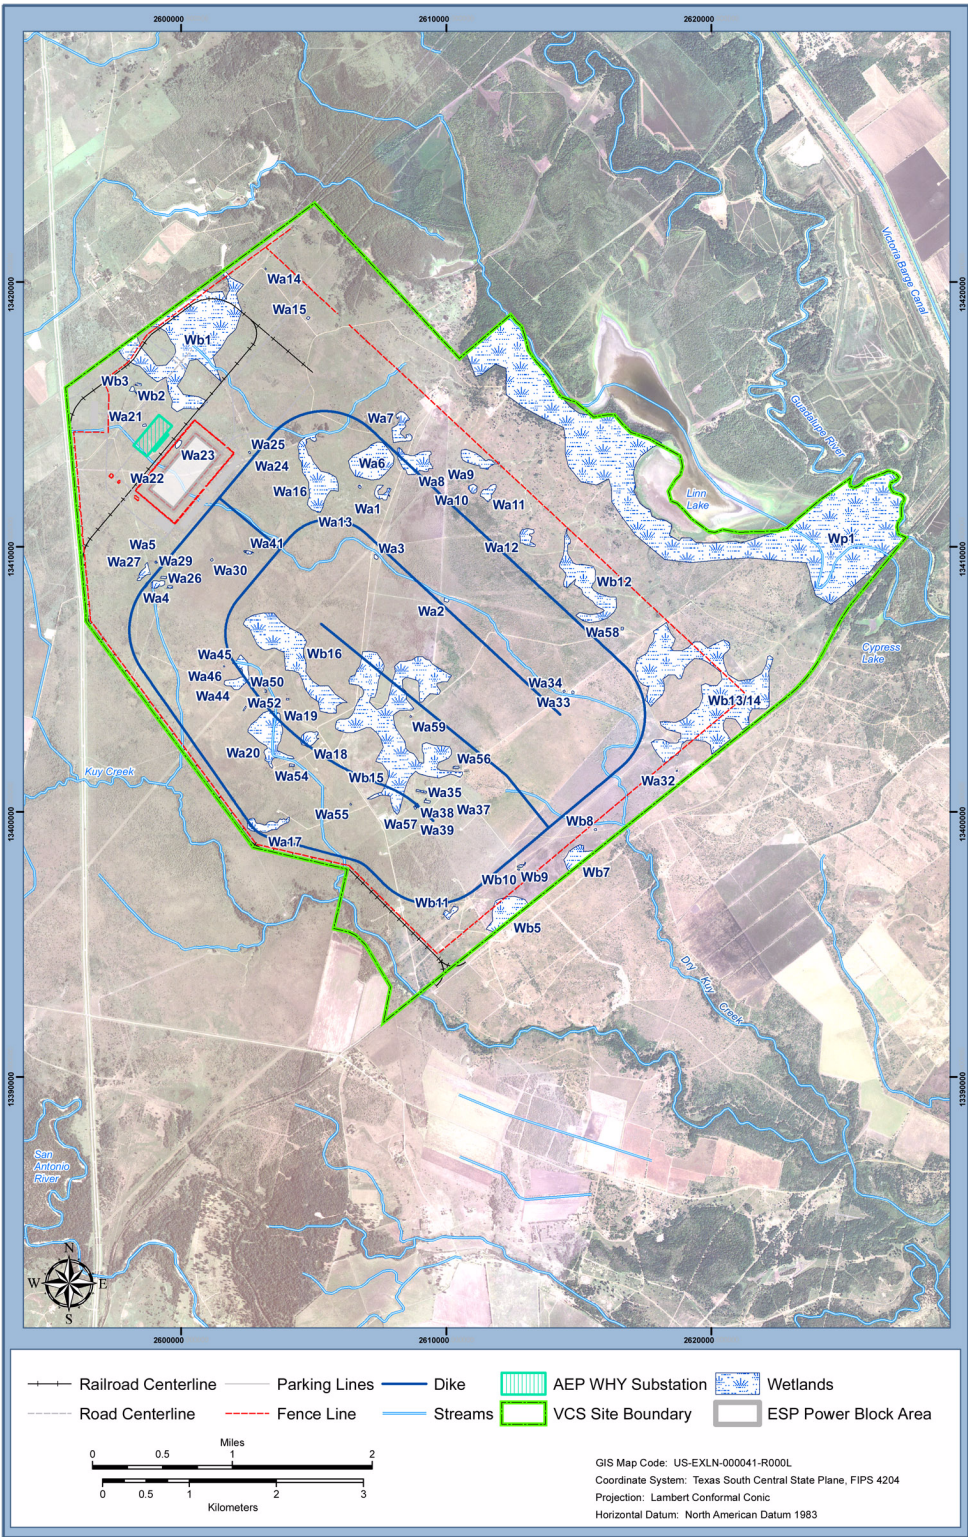 2600000
2610000
2620000
13420000
13420000
Victoria Barge Canal
Wa14
Wa15
Wb1
Wb3
Wb2
Wa21
Wa7
Guadalupe River
Wa25
Wa23
Wa24
Wa6
Wa9
Wa8
Wa22
Wa16
Wa10
Wa11
Linn
Lake
Wa1
Wa13
Wp1
Wa5
Wa41
Wa3
Wa12
13410000
13410000
Wa27
Wa29
Wa30
Wa26
Wb12
Wa4
Wa2
Wa58
Cypress
Lake
Wa45
Wb16
Wa46
Wa50
Wa34
Wa44
Wa52
Wa33
Wb13/14
Wa19
Wa59
Wa20
Wa18
Wa56
Kuy Creek
Wa54
Wb15
Wa32
Wa35
Wa55
Wa38
Wa37
Wa57
Wb8
13400000
13400000
Wa39
Wa17
Wb10
Wb9
Wb7
Wb11
Wb5
Dry Kuy Creek
13390000
13390000
San
Antonio
River
N
W
E
S
2600000
2610000
2620000
Railroad Centerline
Parking Lines
Dike
AEP WHY Substation
Wetlands
Road Centerline
Fence Line
Streams
VCS Site Boundary
ESP Power Block Area
Miles
0 0.5 1 2
0 0.5 1 2 3
Kilometers
GIS Map Code: US-EXLN-000041-R000L
Coordinate System: Texas South Central State Plane, FIPS 4204
Projection: Lambert Conformal Conic
Horizontal Datum: North American Datum 1983